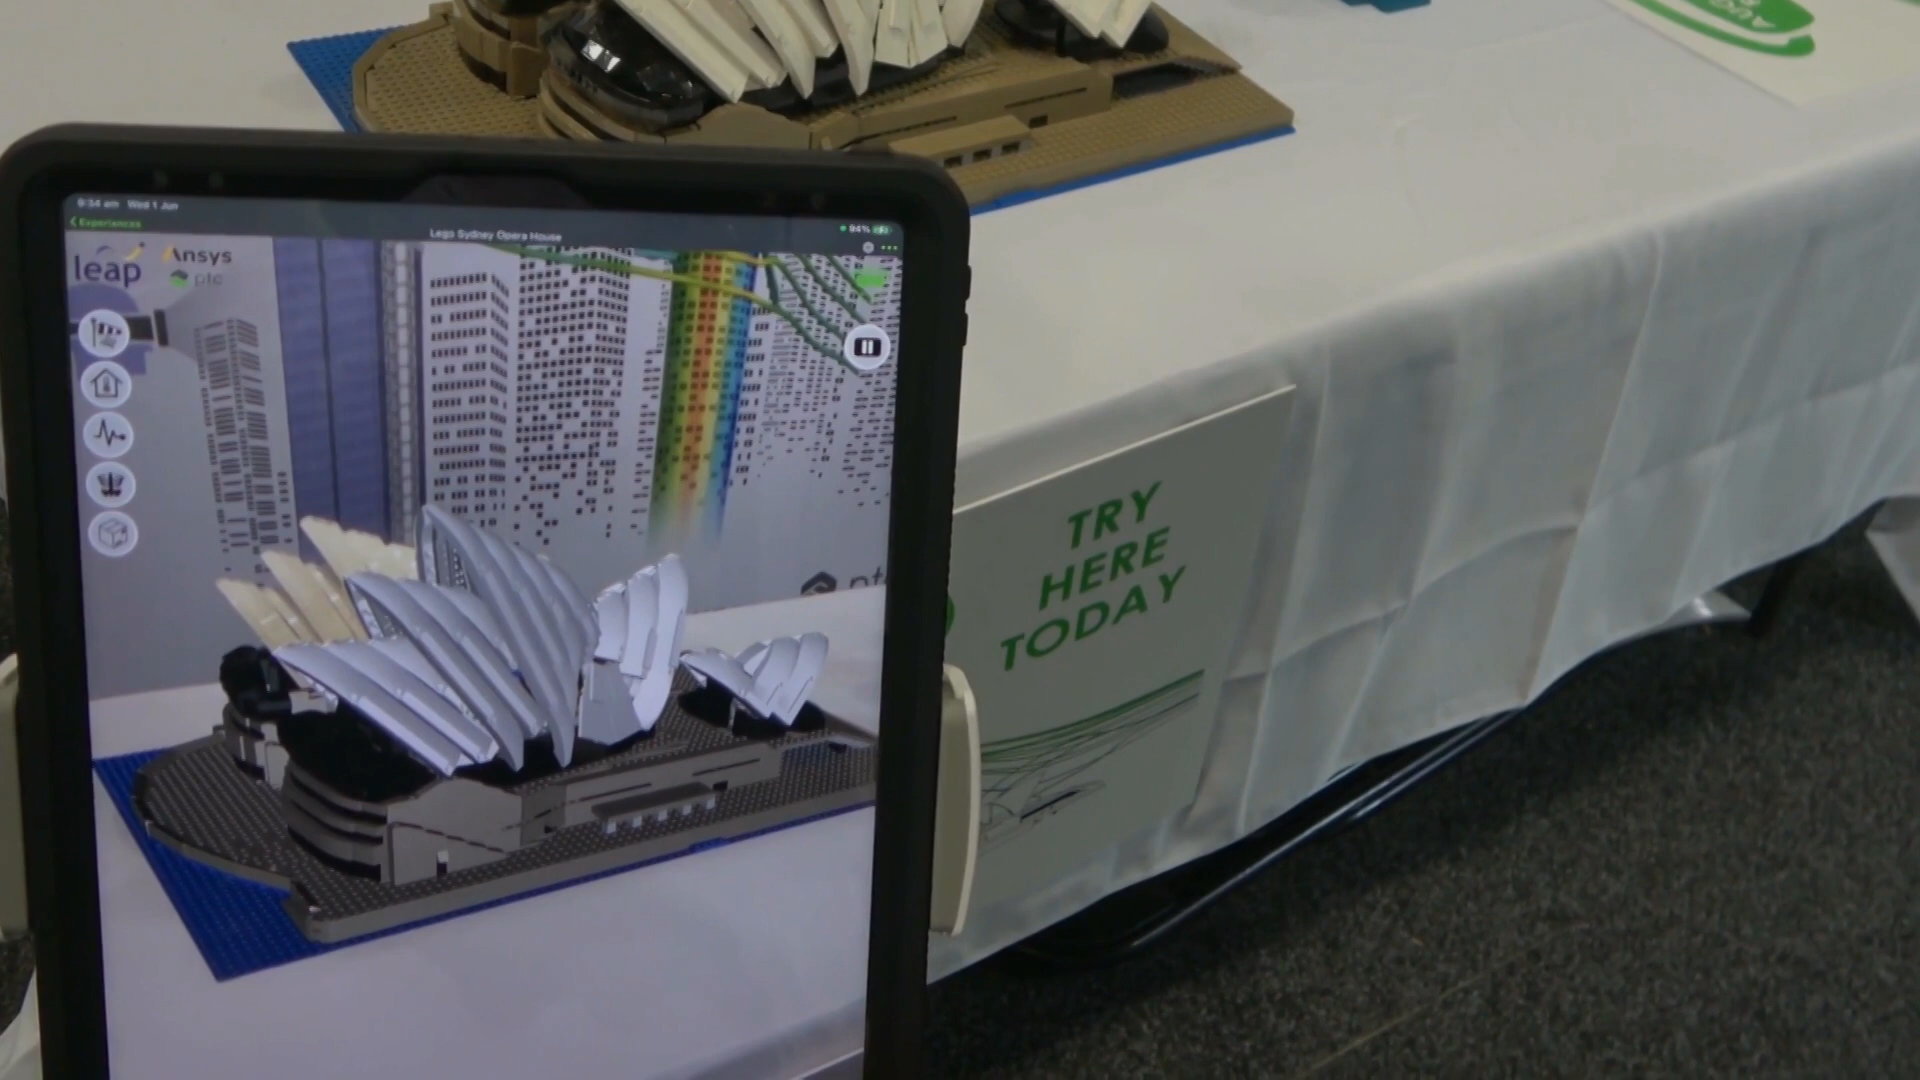 9:34 am Wed 1 Jun
94%
Experiences
Lego Sydney Opera House
leap
Ansys
ptc
TRY
HERE
TODAY